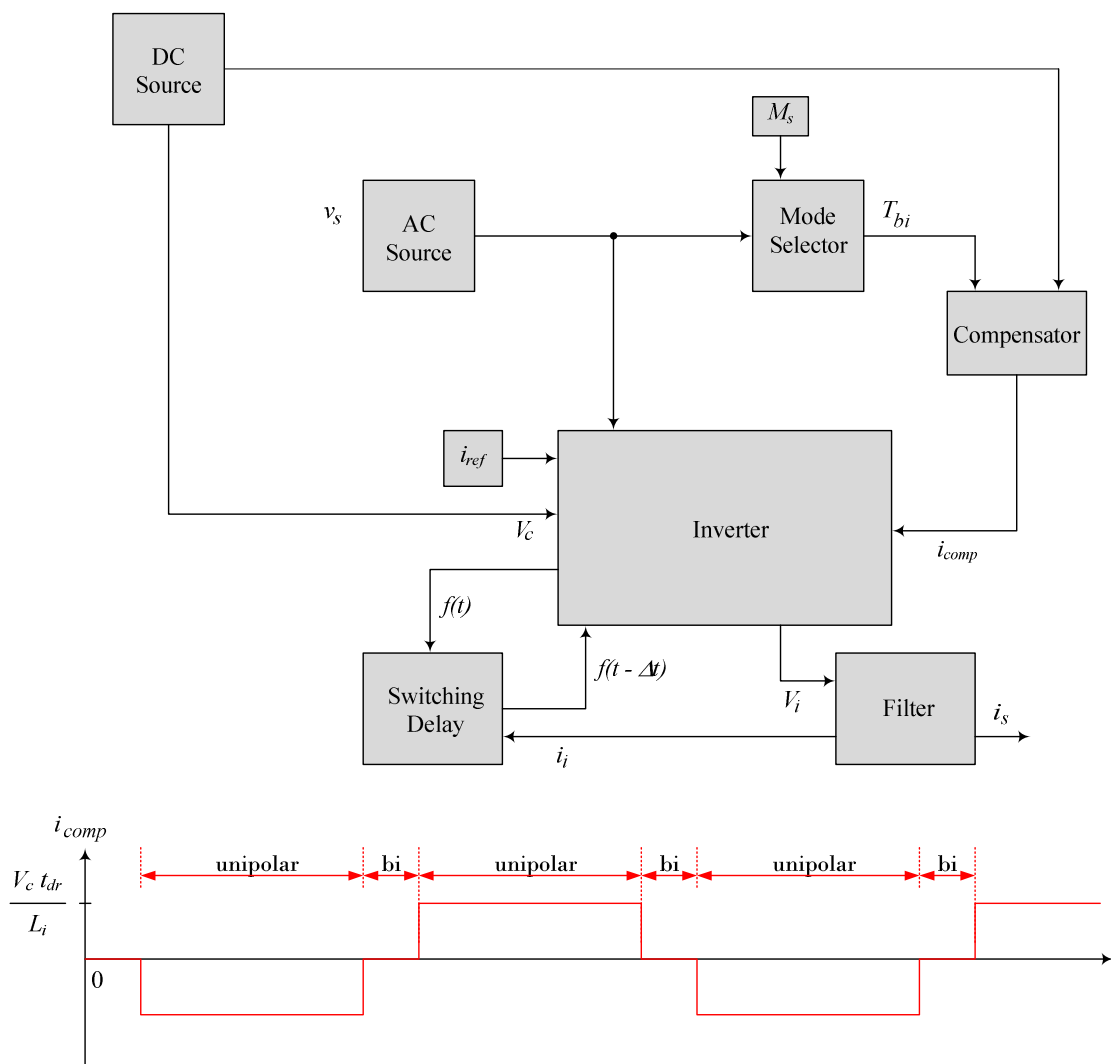 DC
Source
M_s
v_s
AC
Source
Mode
Selector
T_bi
Compensator
i_ref
V_c
Inverter
i_comp
f(t)
f(t - Δt)
Switching
Delay
V_i
Filter
i_s
i_i
i_comp
unipolar bi unipolar bi unipolar bi
V_c t_dr
L_i
0